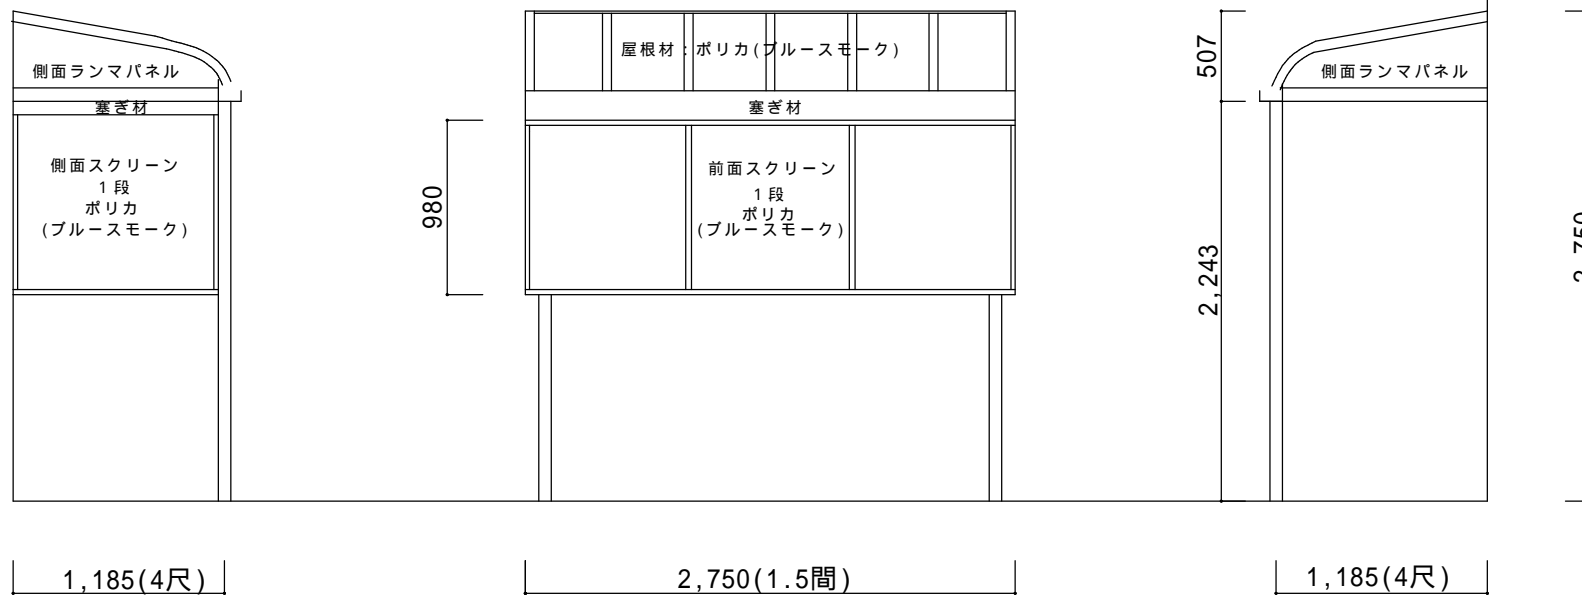 側面ランマパネル
塞ぎ材
側面スクリーン
1段
ポリカ
(ブルースモーク)
1,185(4尺)
屋根材:ポリカ(ブルースモーク)
塞ぎ材
980
前面スクリーン
1段
ポリカ
(ブルースモーク)
2,750(1.5間)
507
2,243
側面ランマパネル
1,185(4尺)